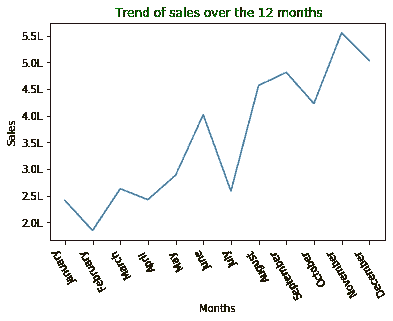 Trend of sales over the 12 months
5.5L
5.0L
4.5L
4.0L
3.5L
3.0L
2.5L
2.0L
Sales
January
February
March
April
May
June
July
August
September
October
November
December
Months